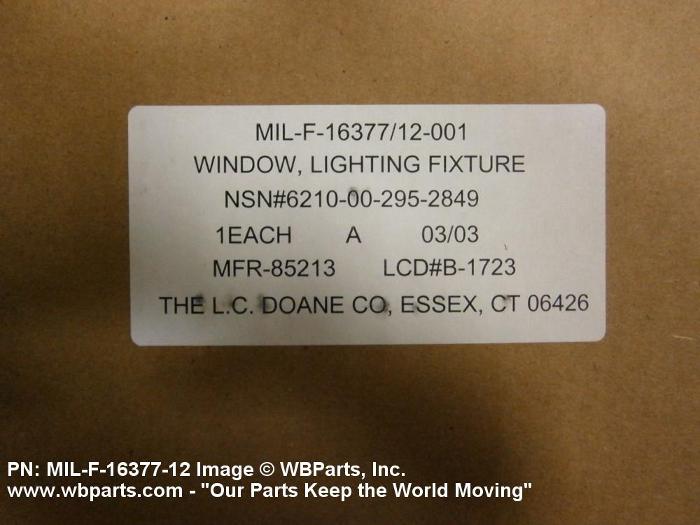 MIL-F-16377/12-001
WINDOW, LIGHTING FIXTURE
NSN#6210-00-295-2849
1EACH A 03/03
MFR-85213 LCD#B-1723
THE L.C. DOANE CO, ESSEX, CT 06426
PN: MIL-F-16377-12 Image © WBParts, Inc.
www.wbparts.com - "Our Parts Keep the World Moving"